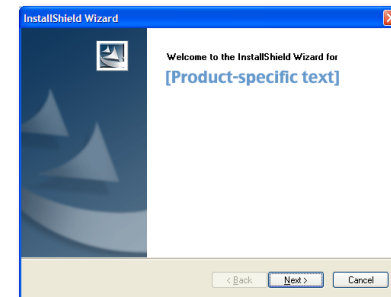 InstallShield Wizard
Welcome to the InstallShield Wizard for
[Product-specific text]
< Back
Next >
Cancel